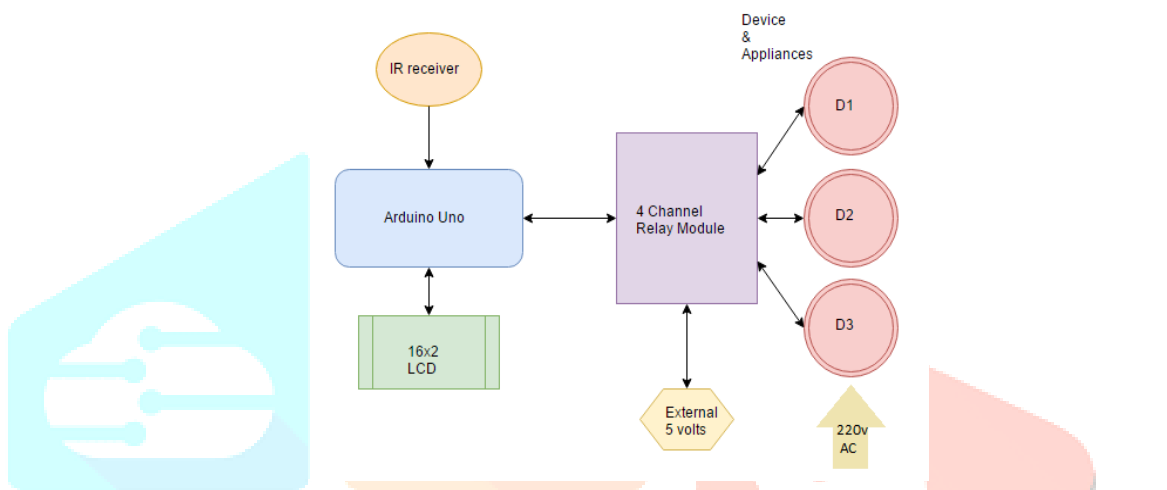 Device
&
Appliances
IR receiver
D1
Arduino Uno
4 Channel
Relay Module
D2
D3
16x2
LCD
External
5 volts
220v
AC